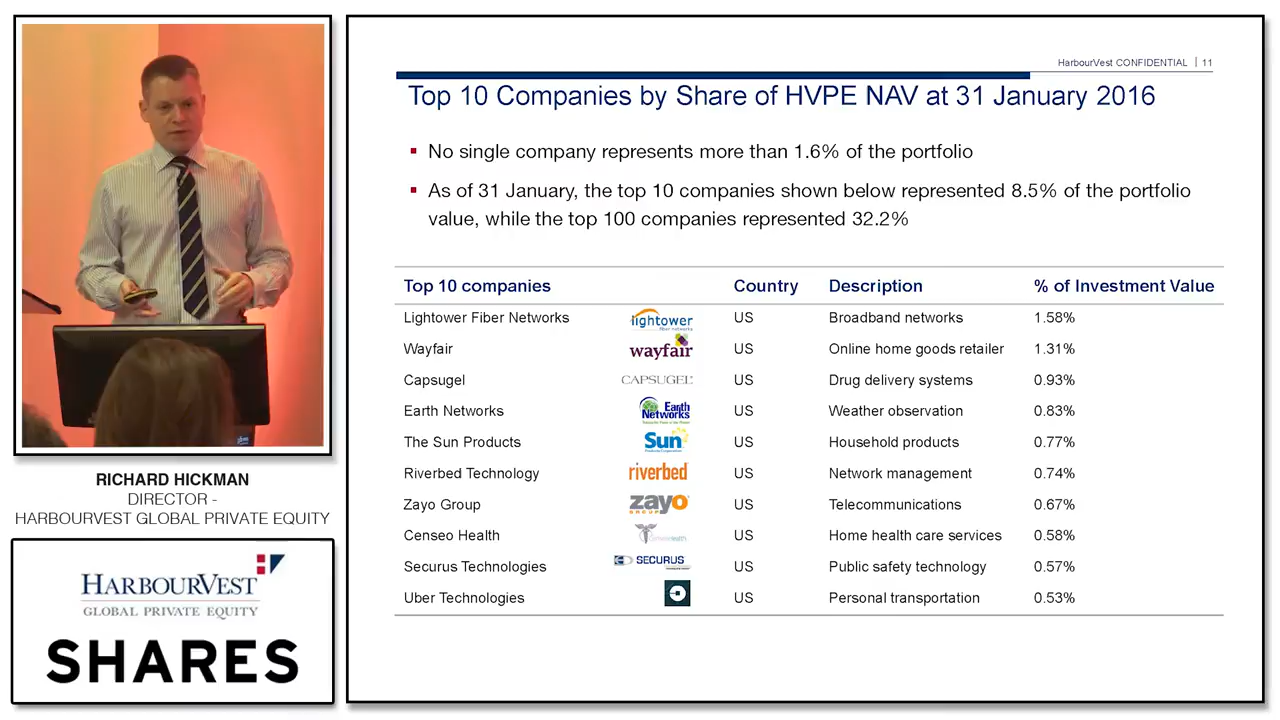 HarbourVest CONFIDENTIAL | 11
Top 10 Companies by Share of HVPE NAV at 31 January 2016
▪ No single company represents more than 1.6% of the portfolio
▪ As of 31 January, the top 10 companies shown below represented 8.5% of the portfolio
value, while the top 100 companies represented 32.2%
Top 10 companies Country Description % of Investment Value
Lightower Fiber Networks lightower fiber networks US Broadband networks 1.58%
Wayfair wayfair US Online home goods retailer 1.31%
Capsugel CAPSUGEL US Drug delivery systems 0.93%
Earth Networks Earth Networks US Weather observation 0.83%
The Sun Products Sun US Household products 0.77%
Riverbed Technology riverbed US Network management 0.74%
Zayo Group zayo GROUP US Telecommunications 0.67%
Censeo Health US Home health care services 0.58%
Securus Technologies SECURUS US Public safety technology 0.57%
Uber Technologies US Personal transportation 0.53%
RICHARD HICKMAN
DIRECTOR -
HARBOURVEST GLOBAL PRIVATE EQUITY
HARBOURVEST
GLOBAL PRIVATE EQUITY
SHARES